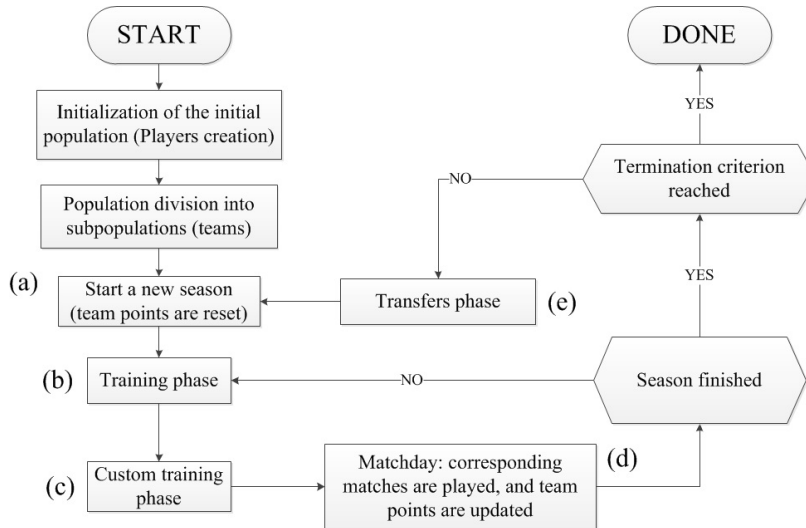 START
DONE
Initialization of the initial
population (Players creation)
YES
Termination criterion
reached
NO
Population division into
subpopulations (teams)
(a)
Start a new season
(team points are reset)
Transfers phase
(e)
YES
(b)
Training phase
NO
Season finished
(c)
Custom training
phase
Matchday: corresponding
matches are played, and team
points are updated
(d)